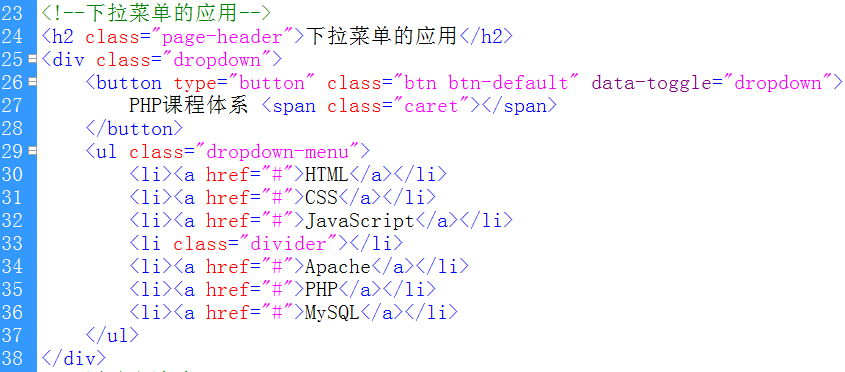 23 <!--下拉菜单的应用-->
24 <h2 class="page-header">下拉菜单的应用</h2>
25 <div class="dropdown">
26 <button type="button" class="btn btn-default" data-toggle="dropdown">
27 PHP课程体系 <span class="caret"></span>
28 </button>
29 <ul class="dropdown-menu">
30 <li><a href="#">HTML</a></li>
31 <li><a href="#">CSS</a></li>
32 <li><a href="#">JavaScript</a></li>
33 <li class="divider"></li>
34 <li><a href="#">Apache</a></li>
35 <li><a href="#">PHP</a></li>
36 <li><a href="#">MySQL</a></li>
37 </ul>
38 </div>